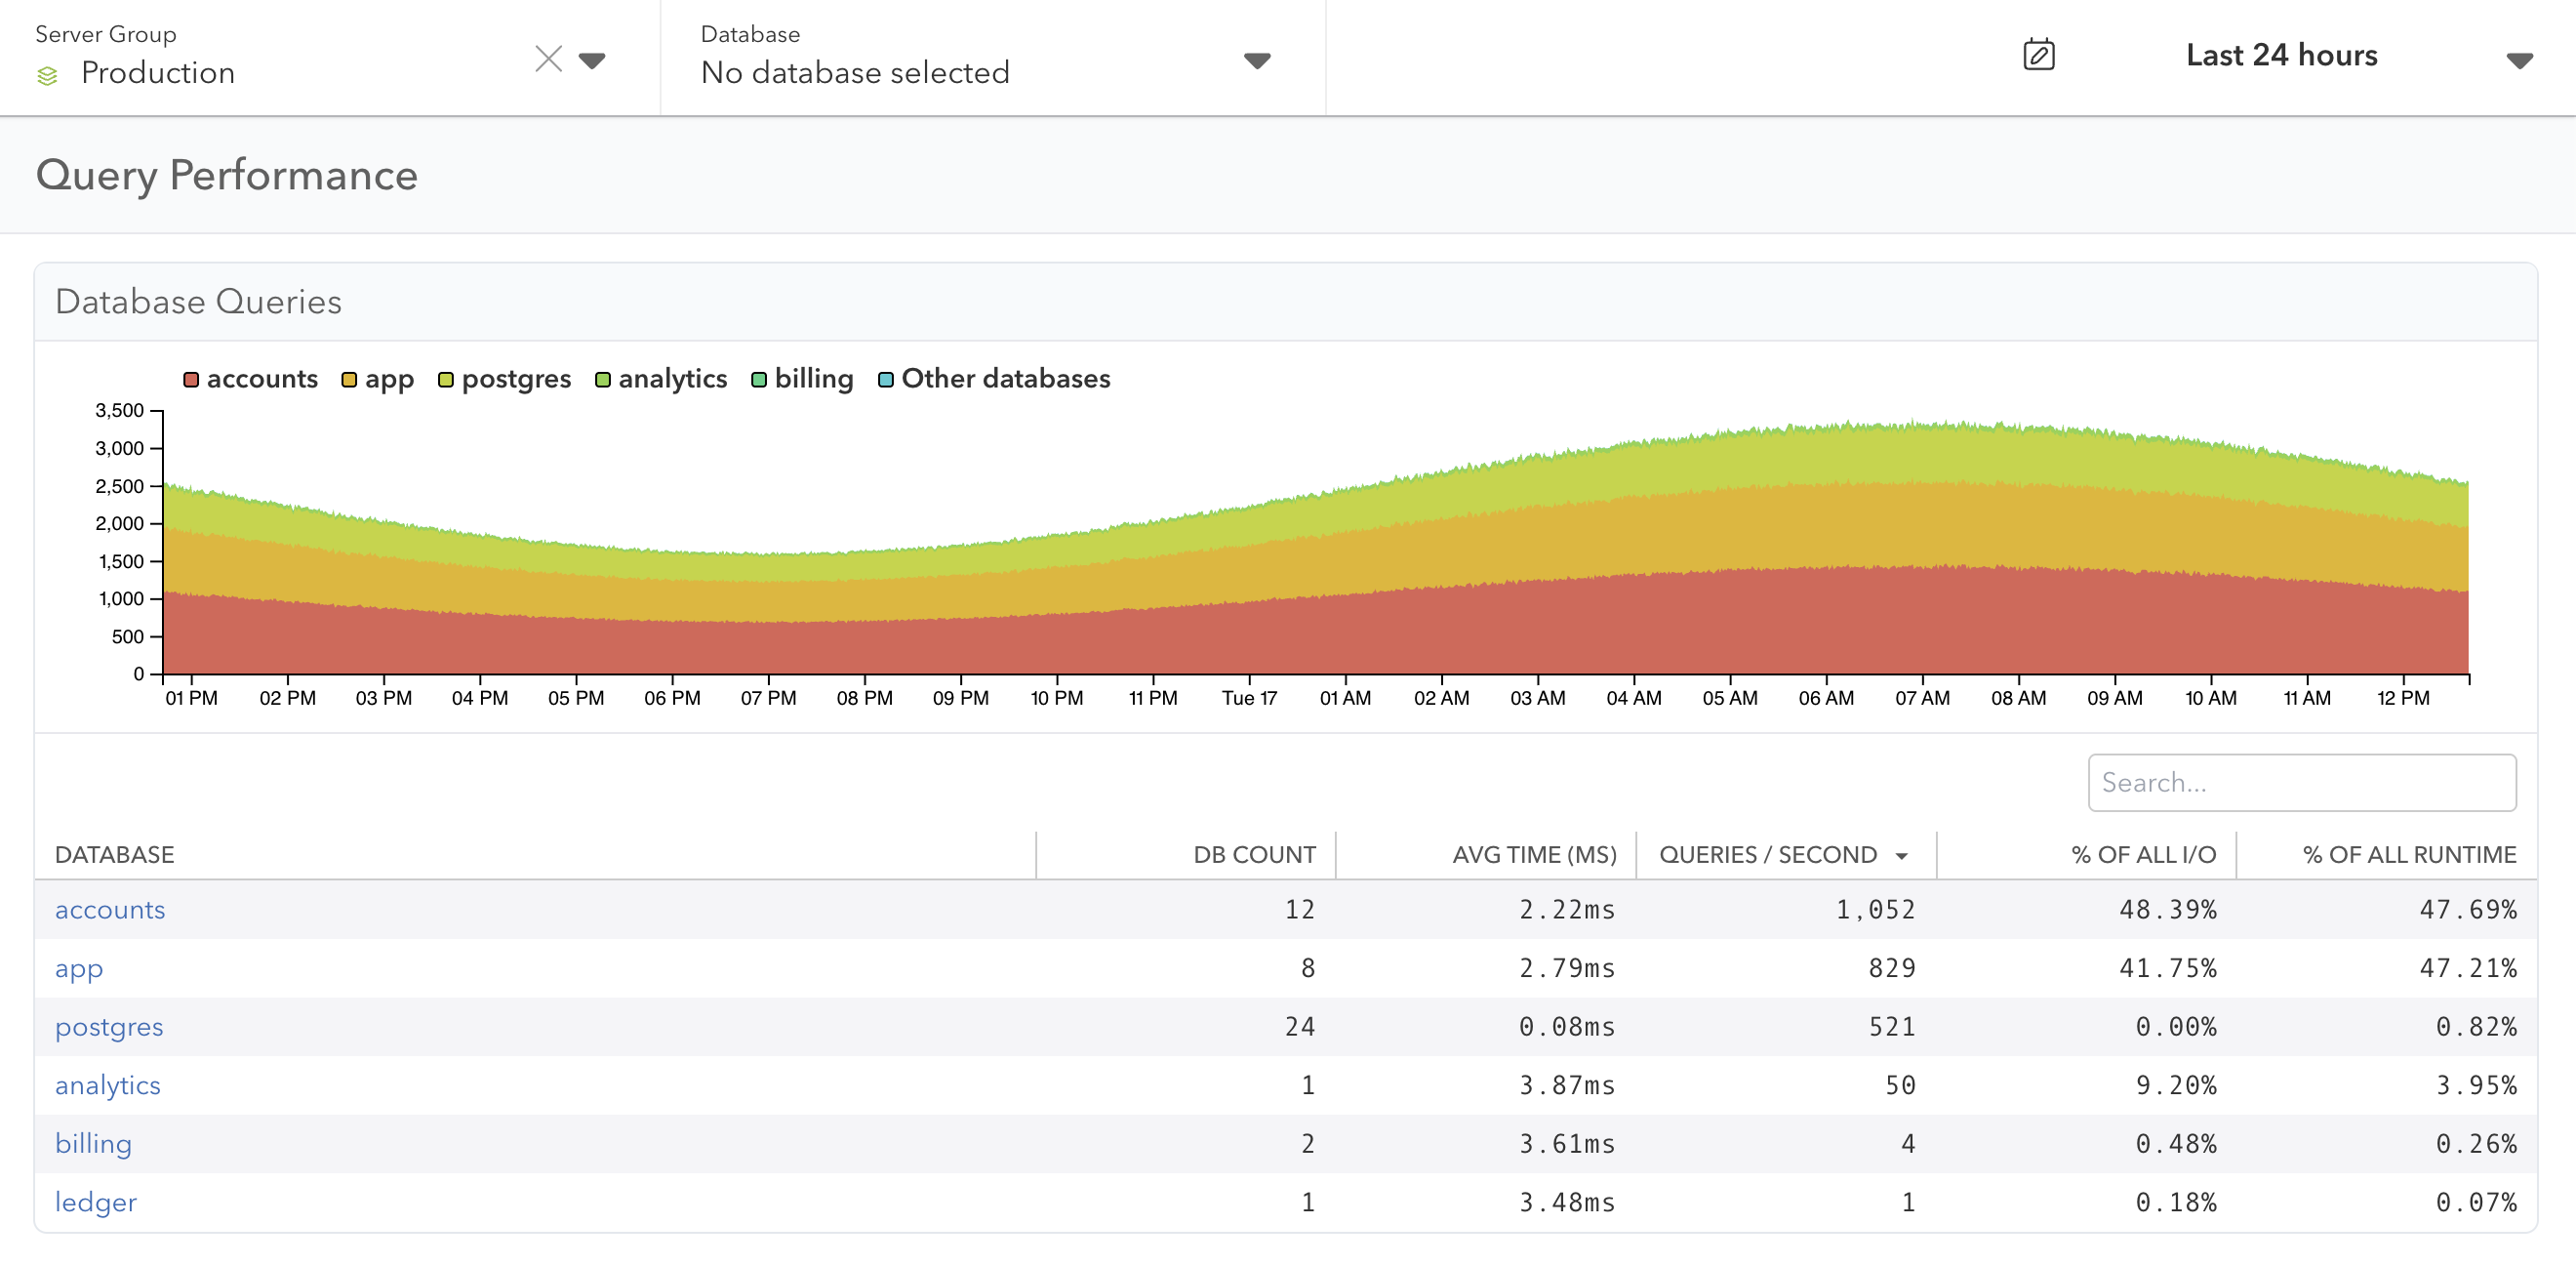 Server Group
Production
Database
No database selected
Last 24 hours
Query Performance
Database Queries
accounts app postgres analytics billing Other databases
3,500
3,000
2,500
2,000
1,500
1,000
500
0
01 PM 02 PM 03 PM 04 PM 05 PM 06 PM 07 PM 08 PM 09 PM 10 PM 11 PM Tue 17 01 AM 02 AM 03 AM 04 AM 05 AM 06 AM 07 AM 08 AM 09 AM 10 AM 11 AM 12 PM
Search...
DATABASE DB COUNT AVG TIME (MS) QUERIES / SECOND % OF ALL I/O % OF ALL RUNTIME
accounts 12 2.22ms 1,052 48.39% 47.69%
app 8 2.79ms 829 41.75% 47.21%
postgres 24 0.08ms 521 0.00% 0.82%
analytics 1 3.87ms 50 9.20% 3.95%
billing 2 3.61ms 4 0.48% 0.26%
ledger 1 3.48ms 1 0.18% 0.07%